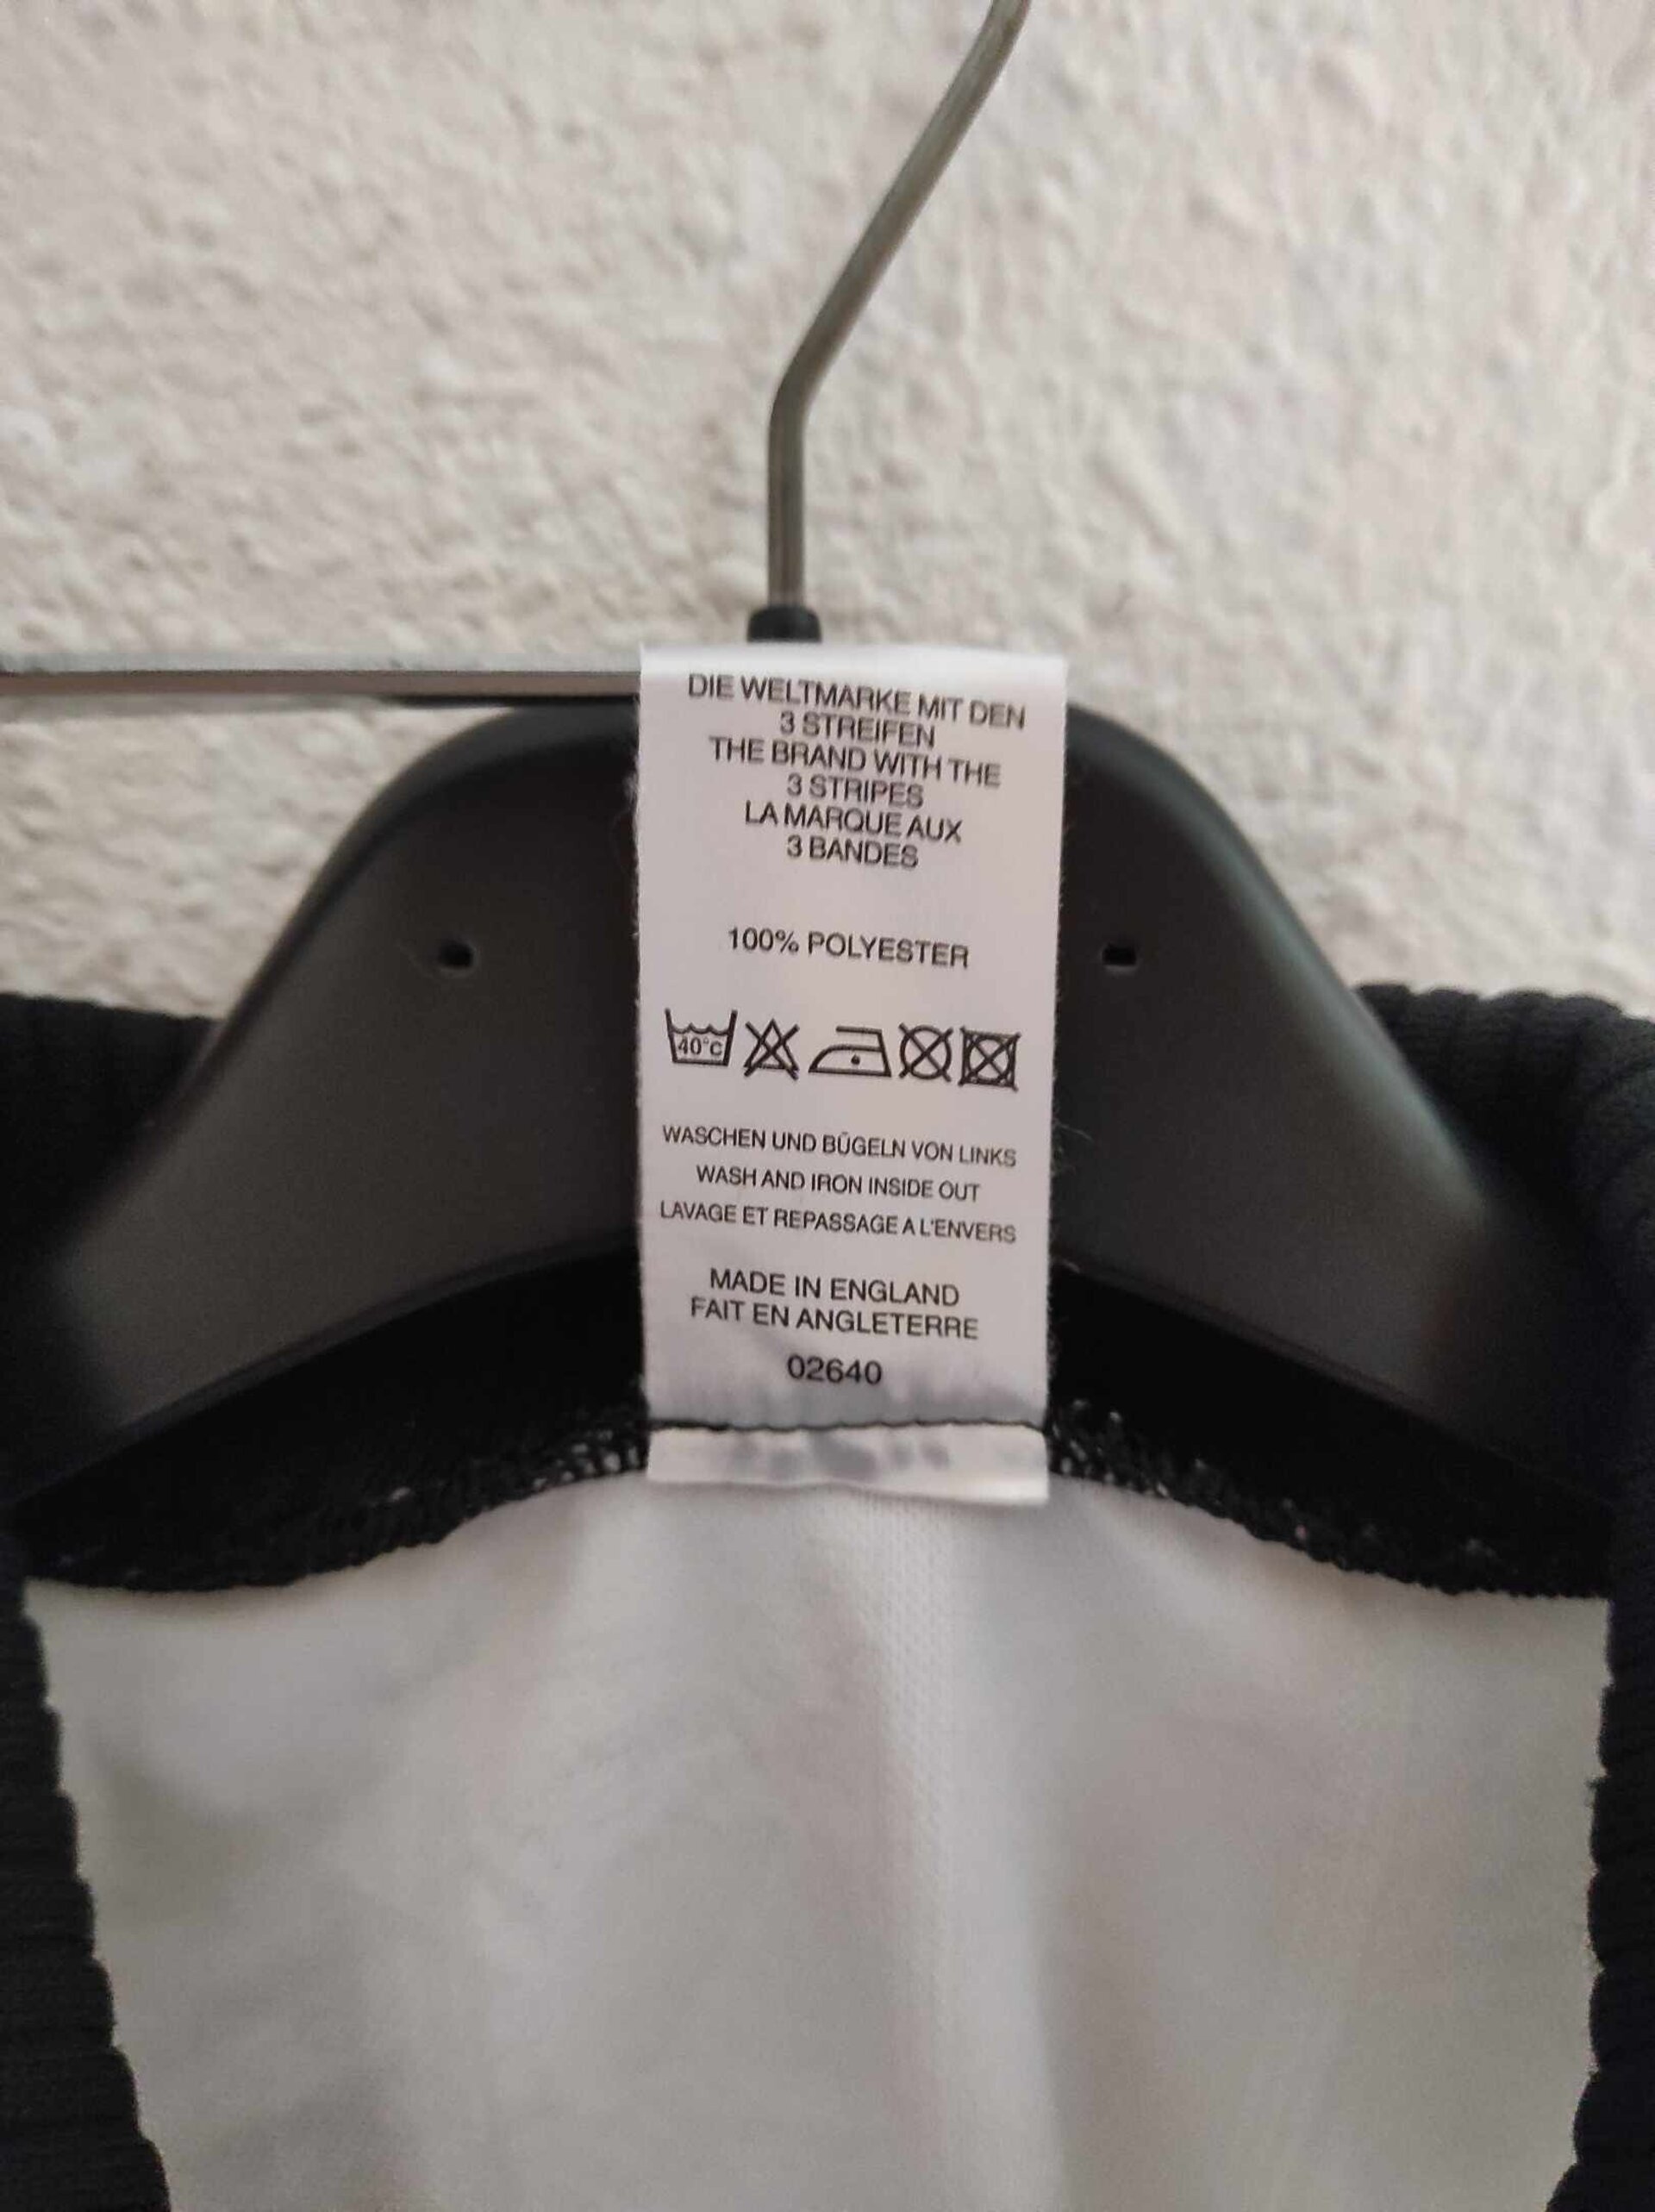 DIE WELTMARKE MIT DEN
3 STREIFEN
THE BRAND WITH THE
3 STRIPES
LA MARQUE AUX
3 BANDES
100% POLYESTER
40°C
WASCHEN UND BÜGELN VON LINKS
WASH AND IRON INSIDE OUT
LAVAGE ET REPASSAGE A L'ENVERS
MADE IN ENGLAND
FAIT EN ANGLETERRE
02640